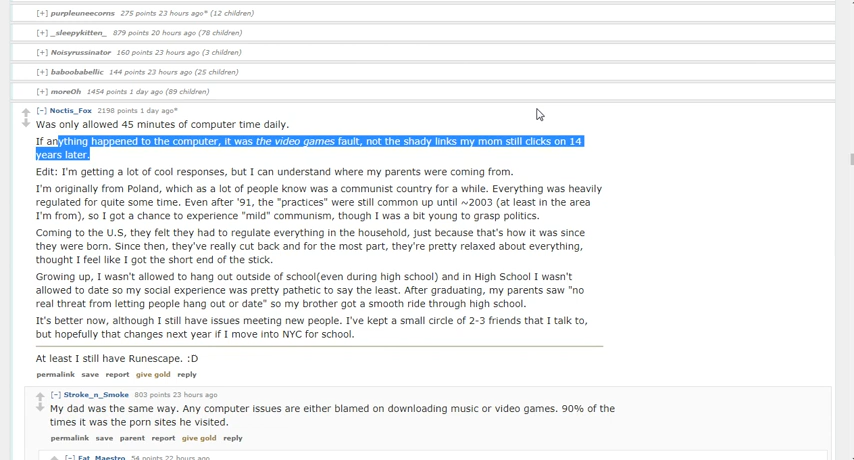 [+] purpleuneecorns 275 points 23 hours ago* (12 children)
[+] _sleepykitten_ 879 points 20 hours ago (78 children)
[+] Noisyrussinator 160 points 23 hours ago (3 children)
[+] baboobabellic 144 points 23 hours ago (25 children)
[+] moreOh 1454 points 1 day ago (89 children)
[−] Noctis_Fox 2198 points 1 day ago*
Was only allowed 45 minutes of computer time daily.
If anything happened to the computer, it was the video games fault, not the shady links my mom still clicks on 14
years later.
Edit: I'm getting a lot of cool responses, but I can understand where my parents were coming from.
I'm originally from Poland, which as a lot of people know was a communist country for a while. Everything was heavily
regulated for quite some time. Even after '91, the "practices" were still common up until ~2003 (at least in the area
I'm from), so I got a chance to experience "mild" communism, though I was a bit young to grasp politics.
Coming to the U.S, they felt they had to regulate everything in the household, just because that's how it was since
they were born. Since then, they've really cut back and for the most part, they're pretty relaxed about everything,
thought I feel like I got the short end of the stick.
Growing up, I wasn't allowed to hang out outside of school(even during high school) and in High School I wasn't
allowed to date so my social experience was pretty pathetic to say the least. After graduating, my parents saw "no
real threat from letting people hang out or date" so my brother got a smooth ride through high school.
It's better now, although I still have issues meeting new people. I've kept a small circle of 2-3 friends that I talk to,
but hopefully that changes next year if I move into NYC for school.
At least I still have Runescape. :D
permalink save report give gold reply
[−] Stroke_n_Smoke 803 points 23 hours ago
My dad was the same way. Any computer issues are either blamed on downloading music or video games. 90% of the
times it was the porn sites he visited.
permalink save parent report give gold reply
[−] Fat_Maestro 54 points 22 hours ago